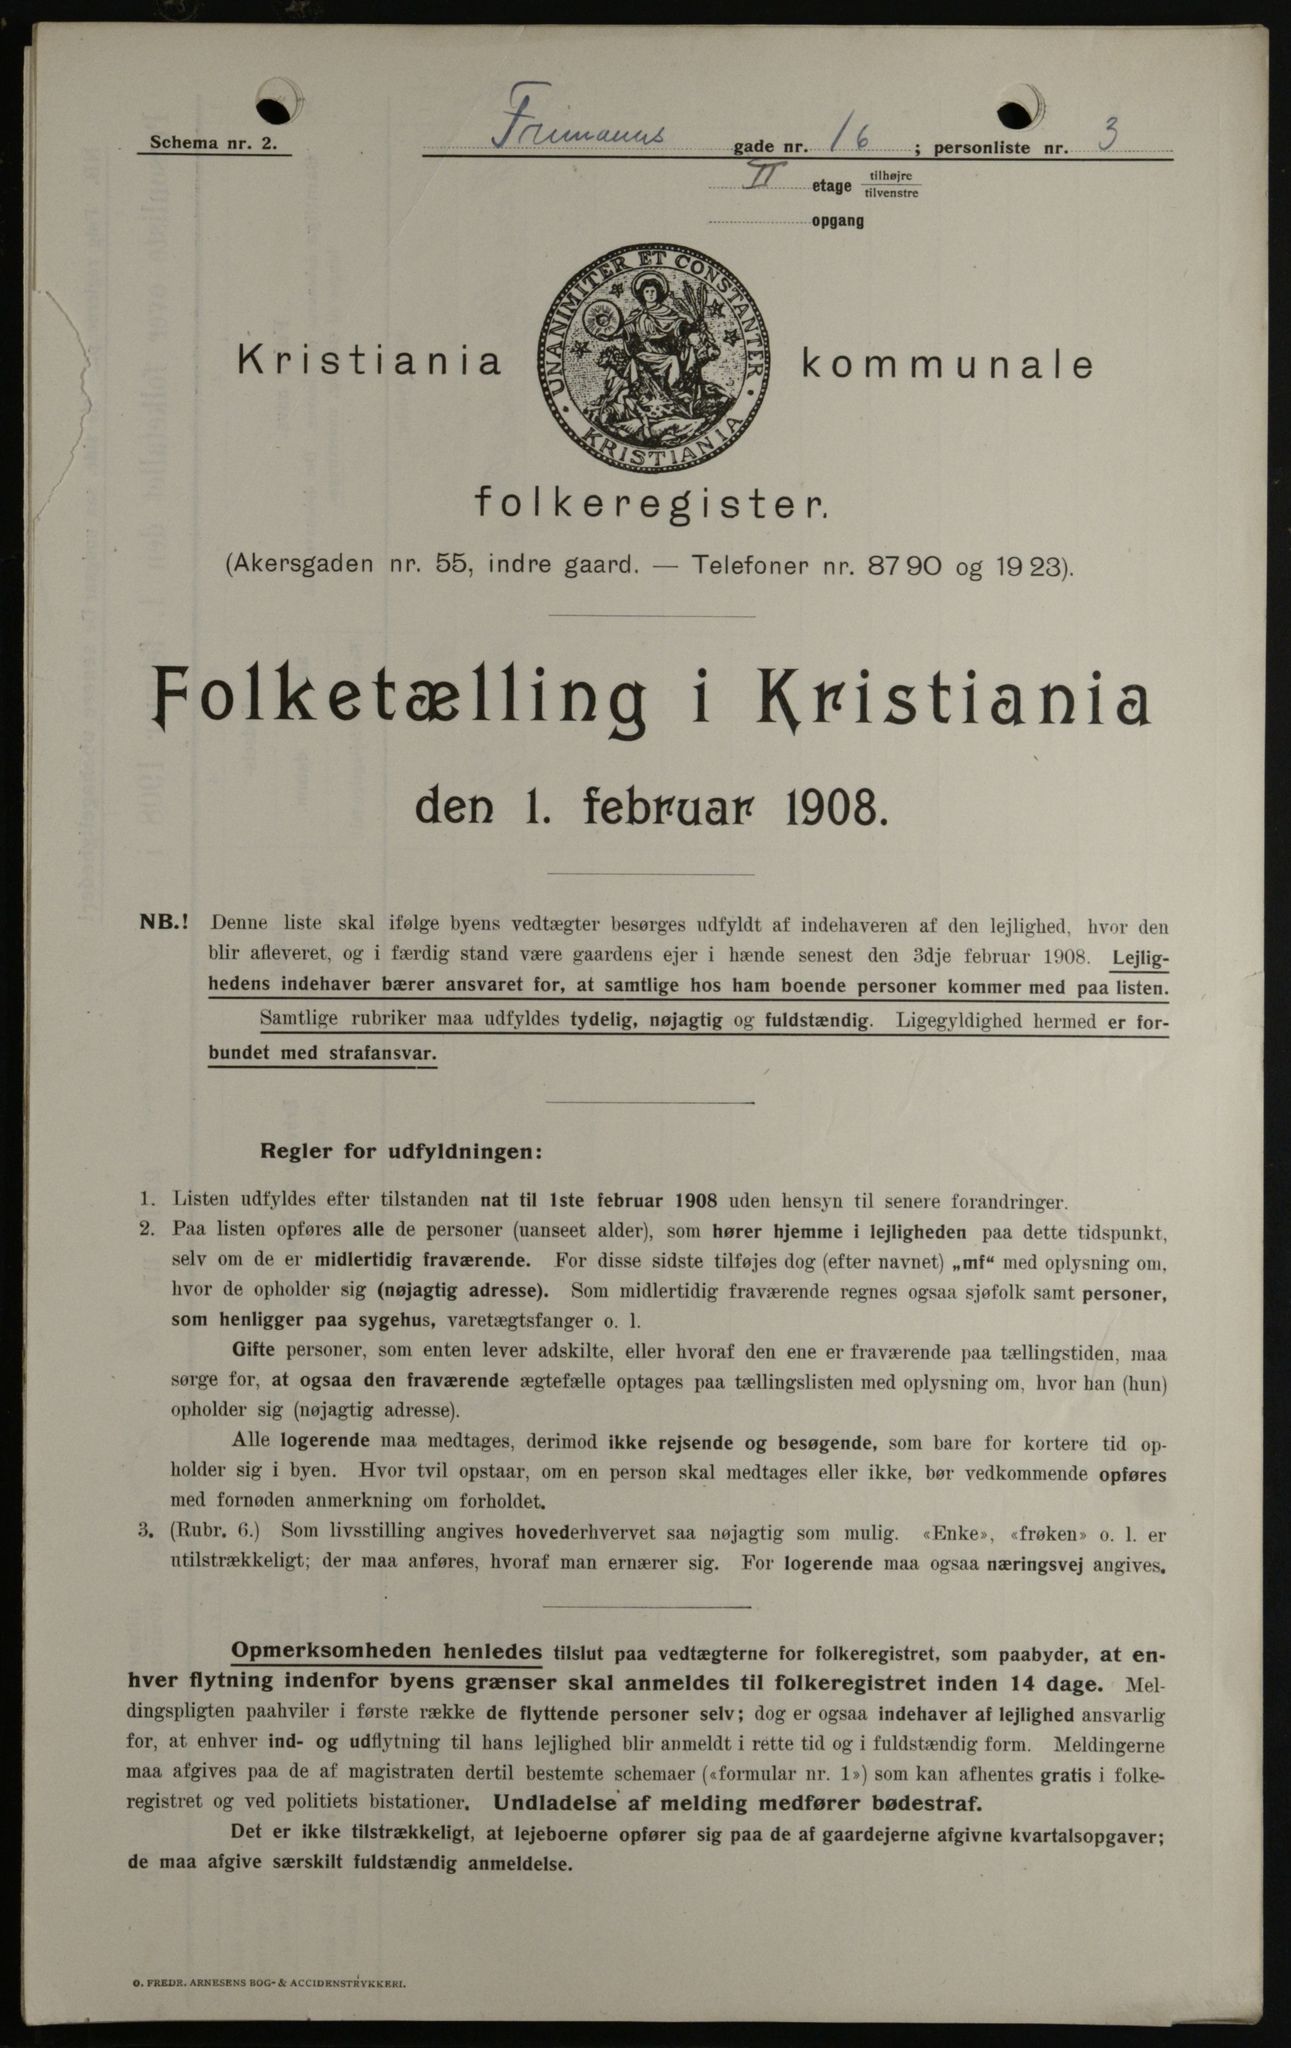 Schema nr. 2.
Frimanns gade nr. 16 ; personliste nr. 3
II etage tilhøjre
tilvenstre
opgang
UNANIMITER ET CONSTANTER
KRISTIANIA
Kristiania kommunale
folkeregister.
(Akersgaden nr. 55, indre gaard. — Telefoner nr. 87 90 og 19 23).
Folketælling i Kristiania
den 1. februar 1908.
NB.! Denne liste skal ifølge byens vedtægter besørges udfyldt af indehaveren af den lejlighed, hvor den
blir afleveret, og i færdig stand være gaardens ejer i hænde senest den 3dje februar 1908. Lejlig-
hedens indehaver bærer ansvaret for, at samtlige hos ham boende personer kommer med paa listen.
Samtlige rubriker maa udfyldes tydelig, nøjagtig og fuldstændig. Ligegyldighed hermed er for-
bundet med strafansvar.
Regler for udfyldningen:
1. Listen udfyldes efter tilstanden nat til 1ste februar 1908 uden hensyn til senere forandringer.
2. Paa listen opføres alle de personer (uanseet alder), som hører hjemme i lejligheden paa dette tidspunkt,
selv om de er midlertidig fraværende. For disse sidste tilføjes dog (efter navnet) „mf“ med oplysning om,
hvor de opholder sig (nøjagtig adresse). Som midlertidig fraværende regnes ogsaa sjøfolk samt personer,
som henligger paa sygehus, varetægtsfanger o. l.
Gifte personer, som enten lever adskilte, eller hvoraf den ene er fraværende paa tællingstiden, maa
sørge for, at ogsaa den fraværende ægtefælle optages paa tællingslisten med oplysning om, hvor han (hun)
opholder sig (nøjagtig adresse).
Alle logerende maa medtages, derimod ikke rejsende og besøgende, som bare for kortere tid op-
holder sig i byen. Hvor tvil opstaar, om en person skal medtages eller ikke, bør vedkommende opføres
med fornøden anmerkning om forholdet.
3. (Rubr. 6.) Som livsstilling angives hovederhvervet saa nøjagtig som mulig. «Enke», «frøken» o. l. er
utilstrækkeligt; der maa anføres, hvoraf man ernærer sig. For logerende maa ogsaa næringsvej angives.
Opmerksomheden henledes tilslut paa vedtægterne for folkeregistret, som paabyder, at en-
hver flytning indenfor byens grænser skal anmeldes til folkeregistret inden 14 dage. Mel-
dingspligten paahviler i første række de flyttende personer selv; dog er ogsaa indehaver af lejlighed ansvarlig
for, at enhver ind- og udflytning til hans lejlighed blir anmeldt i rette tid og i fuldstændig form. Meldingerne
maa afgives paa de af magistraten dertil bestemte schemaer («formular nr. 1») som kan afhentes gratis i folke-
registret og ved politiets bistationer. Undladelse af melding medfører bødestraf.
Det er ikke tilstrækkeligt, at lejeboerne opfører sig paa de af gaardejerne afgivne kvartalsopgaver;
de maa afgive særskilt fuldstændig anmeldelse.
O. FREDR. ARNESENS BOG- & ACCIDENSTRYKKERI.